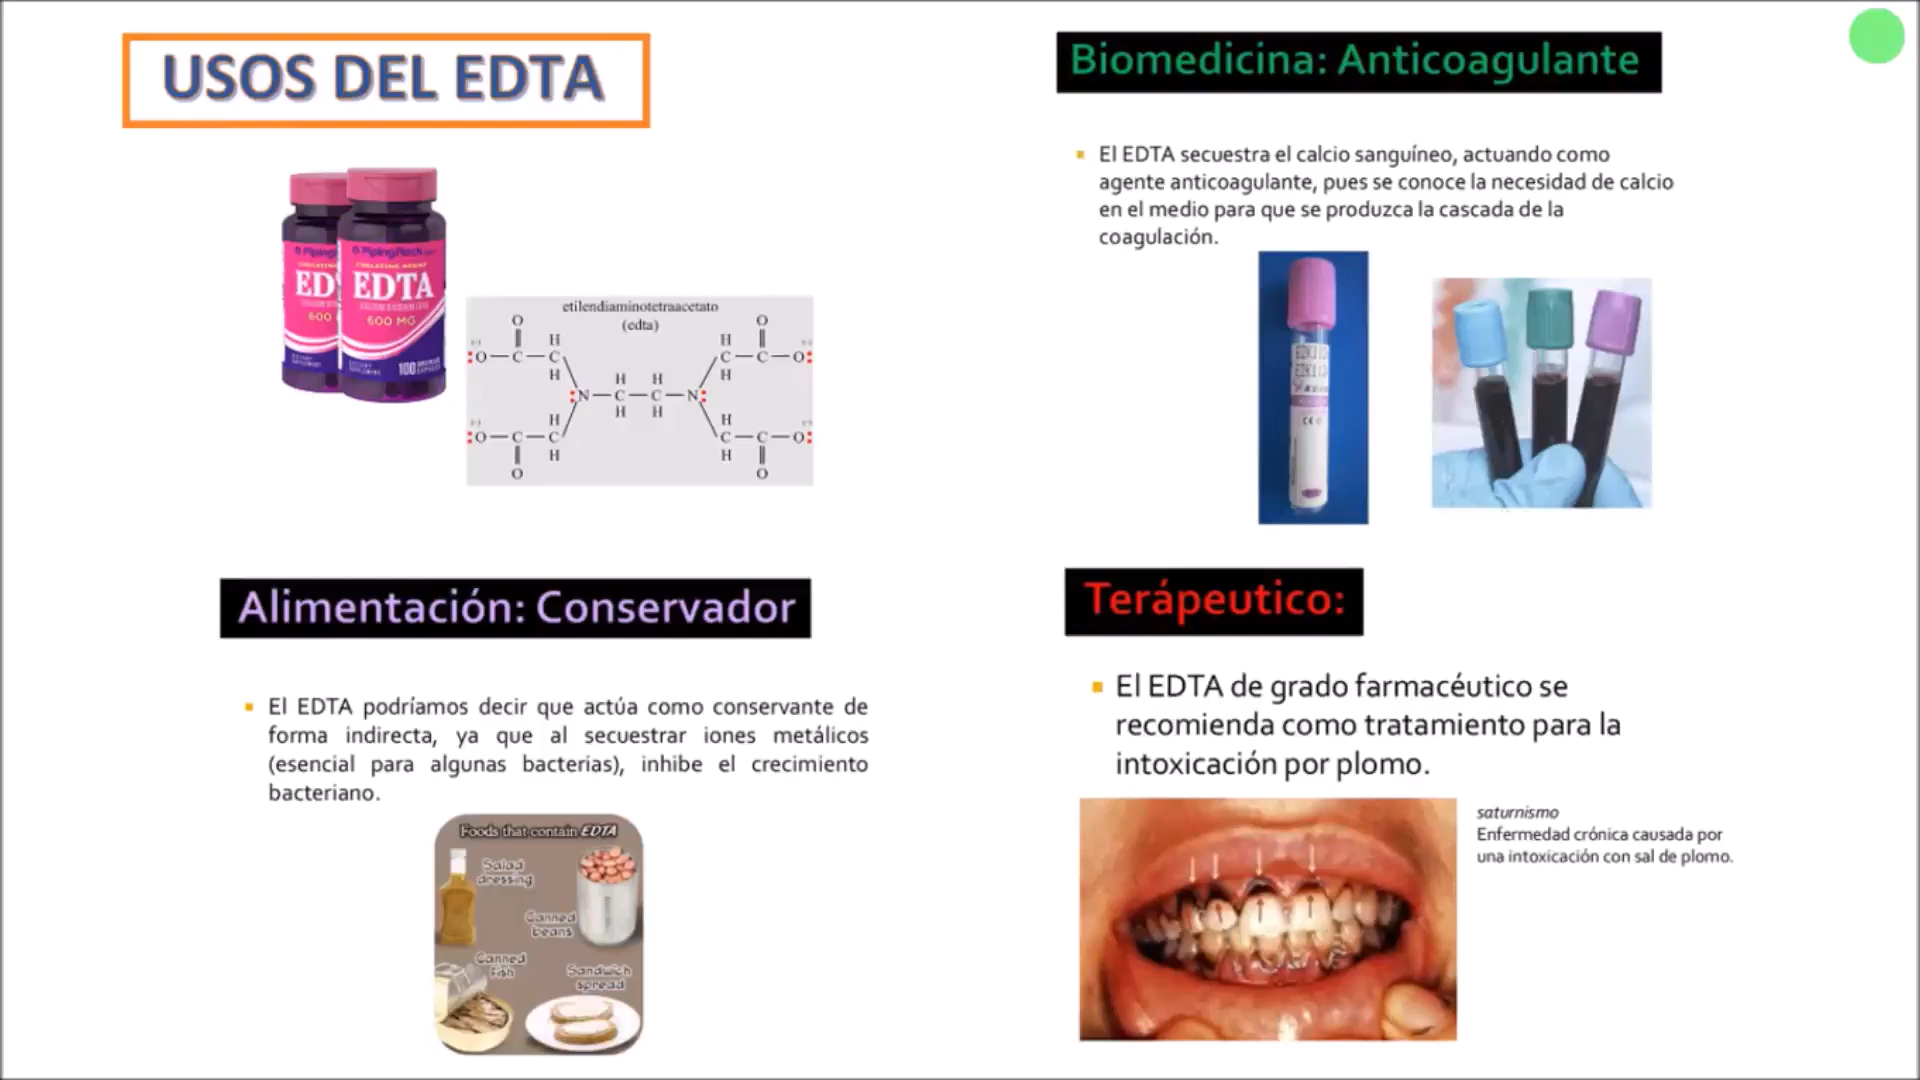 USOS DEL EDTA
EDTA
600 MG
100
etilendiaminotetraacetato
(edta)
Biomedicina: Anticoagulante
El EDTA secuestra el calcio sanguíneo, actuando como
agente anticoagulante, pues se conoce la necesidad de calcio
en el medio para que se produzca la cascada de la
coagulación.
Alimentación: Conservador
El EDTA podríamos decir que actúa como conservante de
forma indirecta, ya que al secuestrar iones metálicos
(esencial para algunas bacterias), inhibe el crecimiento
bacteriano.
Foods that contain EDTA
Salad
dressing
Canned
beans
Canned
fish
Sandwich
spread
Terápeutico:
El EDTA de grado farmacéutico se
recomienda como tratamiento para la
intoxicación por plomo.
saturnismo
Enfermedad crónica causada por
una intoxicación con sal de plomo.